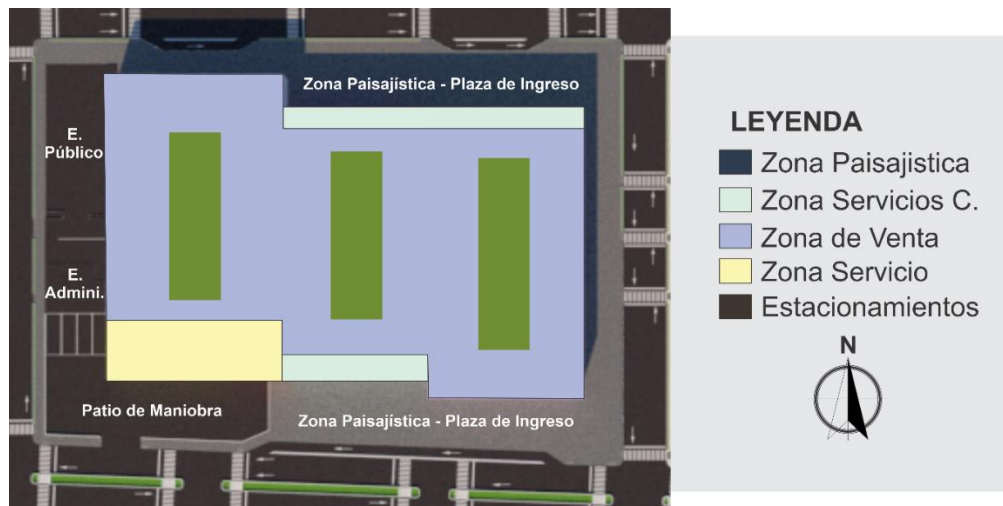 Zona Paisajística - Plaza de Ingreso
E.
Público
E.
Admini.
Patio de Maniobra
Zona Paisajística - Plaza de Ingreso
LEYENDA
Zona Paisajistica
Zona Servicios C.
Zona de Venta
Zona Servicio
Estacionamientos
N